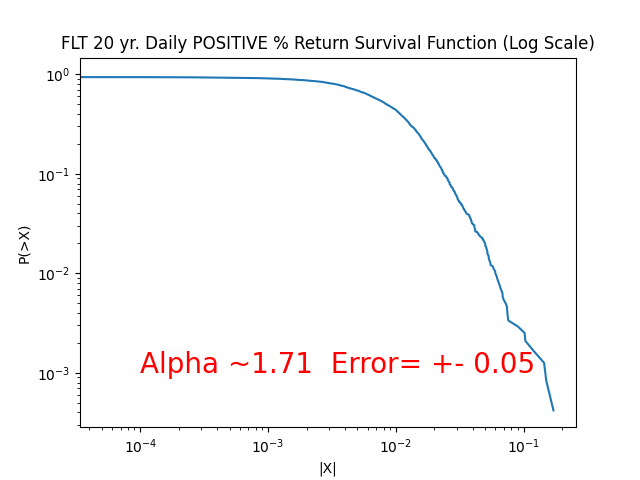 FLT 20 yr. Daily POSITIVE % Return Survival Function (Log Scale)
10⁰
10⁻¹
10⁻²
10⁻³
P(>X)
Alpha ~1.71  Error= +- 0.05
10⁻⁴ 10⁻³ 10⁻² 10⁻¹
|X|